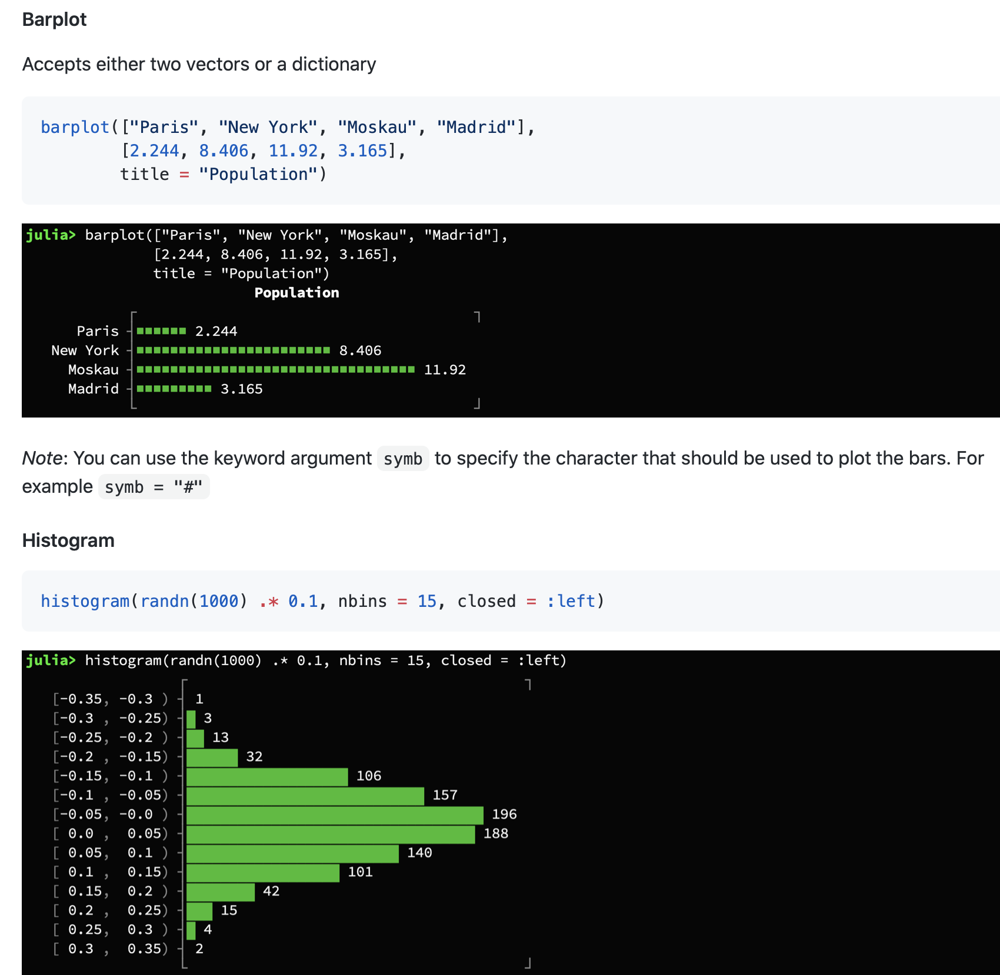 Barplot
Accepts either two vectors or a dictionary
barplot(["Paris", "New York", "Moskau", "Madrid"],
        [2.244, 8.406, 11.92, 3.165],
        title = "Population")
julia> barplot(["Paris", "New York", "Moskau", "Madrid"],
               [2.244, 8.406, 11.92, 3.165],
               title = "Population")
Population
Paris 2.244
New York 8.406
Moskau 11.92
Madrid 3.165
Note: You can use the keyword argument symb to specify the character that should be used to plot the bars. For
example symb = "#"
Histogram
histogram(randn(1000) .* 0.1, nbins = 15, closed = :left)
julia> histogram(randn(1000) .* 0.1, nbins = 15, closed = :left)
[-0.35, -0.3 ) 1
[-0.3 , -0.25) 3
[-0.25, -0.2 ) 13
[-0.2 , -0.15) 32
[-0.15, -0.1 ) 106
[-0.1 , -0.05) 157
[-0.05, -0.0 ) 196
[ 0.0 ,  0.05) 188
[ 0.05,  0.1 ) 140
[ 0.1 ,  0.15) 101
[ 0.15,  0.2 ) 42
[ 0.2 ,  0.25) 15
[ 0.25,  0.3 ) 4
[ 0.3 ,  0.35) 2